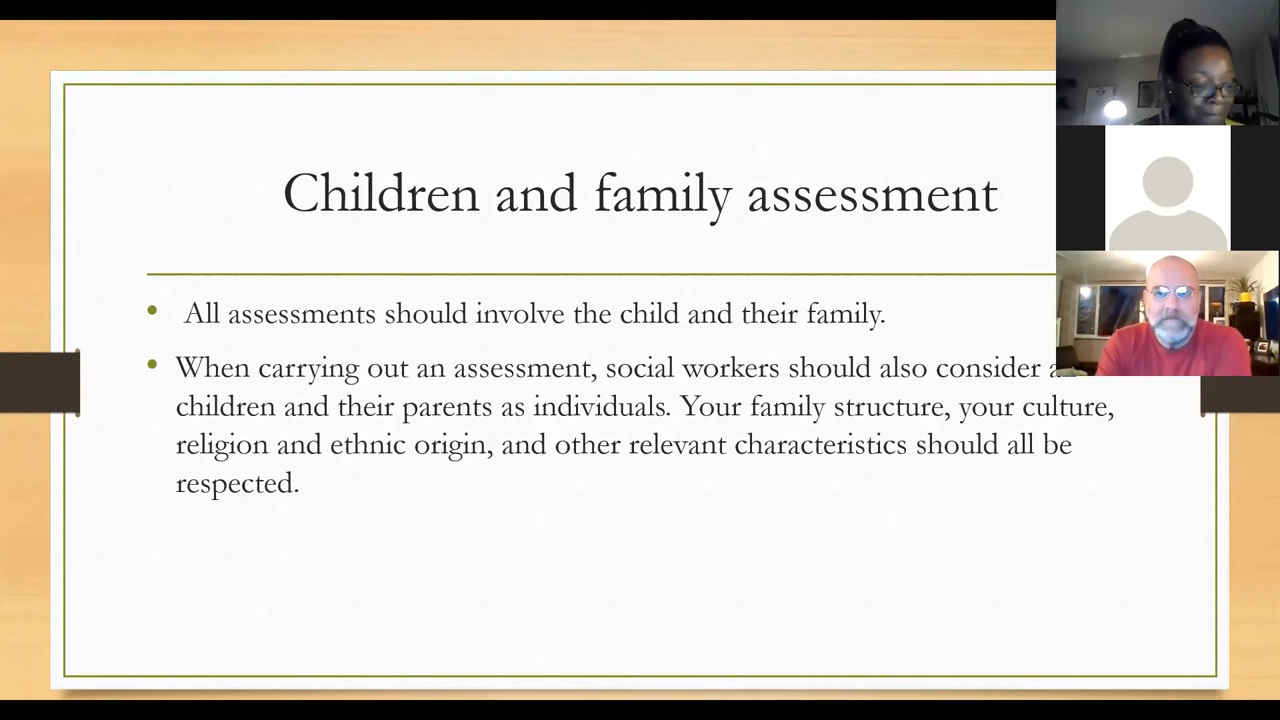 Children and family assessment
• All assessments should involve the child and their family.
• When carrying out an assessment, social workers should also consider
children and their parents as individuals. Your family structure, your culture,
religion and ethnic origin, and other relevant characteristics should all be
respected.